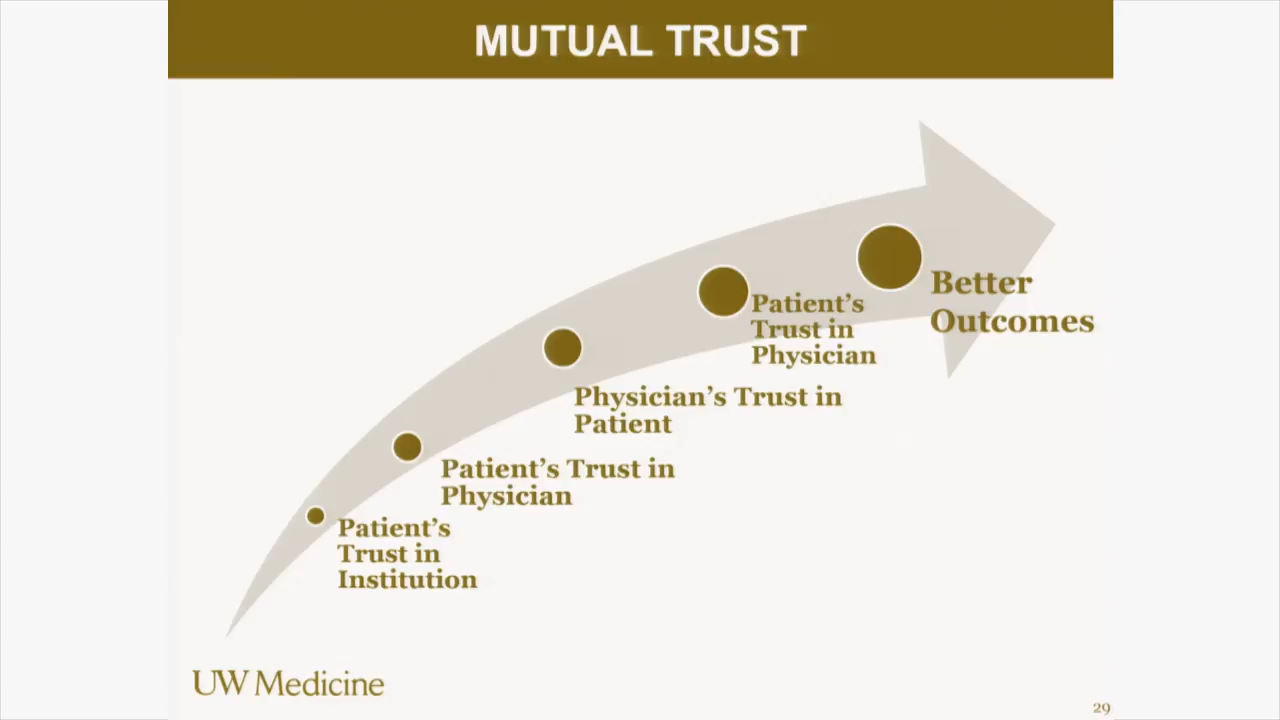 MUTUAL TRUST
Better
Outcomes
Patient’s
Trust in
Physician
Physician’s Trust in
Patient
Patient’s Trust in
Physician
Patient’s
Trust in
Institution
UW Medicine
29